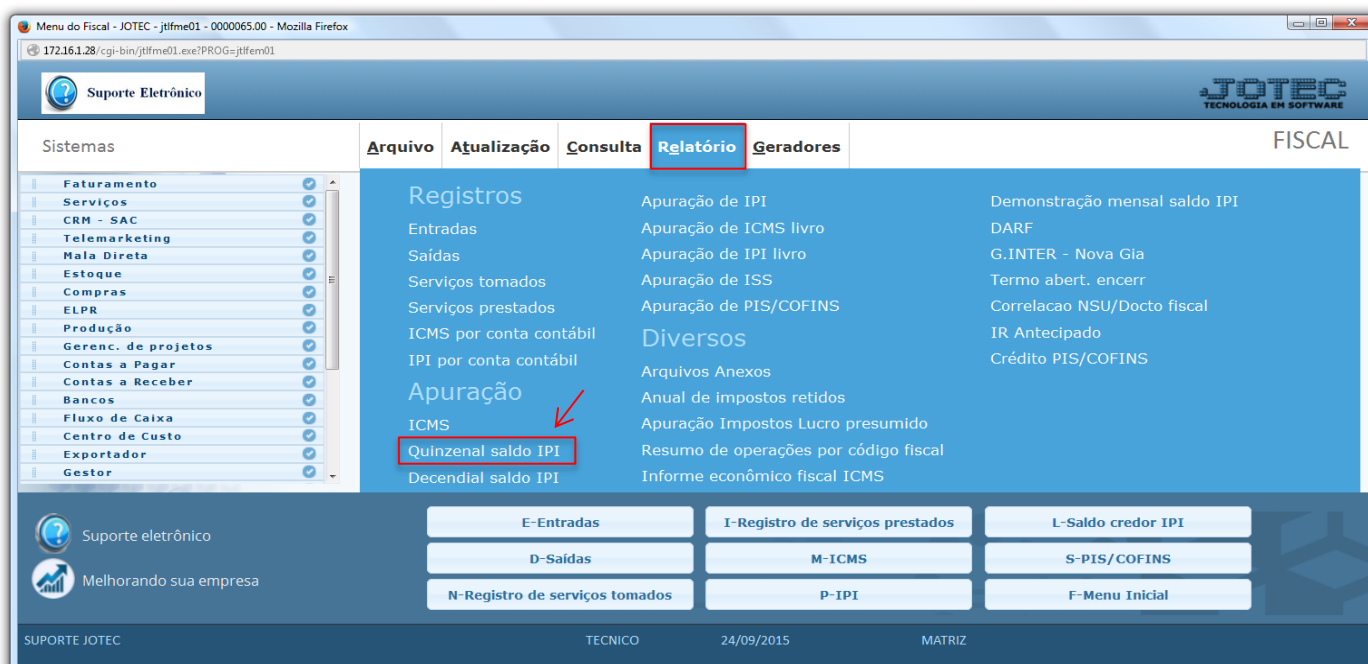 Menu do Fiscal - JOTEC - jtlfme01 - 0000065.00 - Mozilla Firefox
172.16.1.28/cgi-bin/jtlfme01.exe?PROG=jtlfem01
Suporte Eletrônico
JOTEC
TECNOLOGIA EM SOFTWARE
Sistemas
Arquivo Atualização Consulta Relatório Geradores
FISCAL
Faturamento
Serviços
CRM - SAC
Telemarketing
Mala Direta
Estoque
Compras
ELPR
Produção
Gerenc. de projetos
Contas a Pagar
Contas a Receber
Bancos
Fluxo de Caixa
Centro de Custo
Exportador
Gestor
Registros
Entradas
Saídas
Serviços tomados
Serviços prestados
ICMS por conta contábil
IPI por conta contábil
Apuração
ICMS
Quinzenal saldo IPI
Decendial saldo IPI
Apuração de IPI
Apuração de ICMS livro
Apuração de IPI livro
Apuração de ISS
Apuração de PIS/COFINS
Diversos
Arquivos Anexos
Anual de impostos retidos
Apuração Impostos Lucro presumido
Resumo de operações por código fiscal
Informe econômico fiscal ICMS
Demonstração mensal saldo IPI
DARF
G.INTER - Nova Gia
Termo abert. encerr
Correlacao NSU/Docto fiscal
IR Antecipado
Crédito PIS/COFINS
Suporte eletrônico
Melhorando sua empresa
E-Entradas
I-Registro de serviços prestados
L-Saldo credor IPI
D-Saídas
M-ICMS
S-PIS/COFINS
N-Registro de serviços tomados
P-IPI
F-Menu Inicial
SUPORTE JOTEC
TECNICO
24/09/2015
MATRIZ